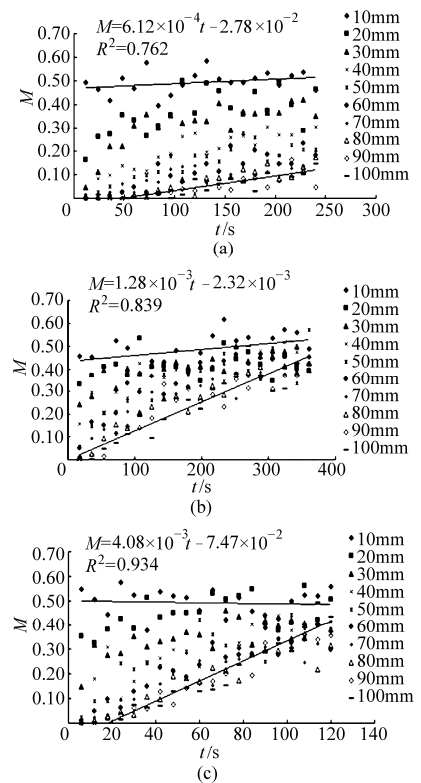 M=6.12×10⁻⁴t－2.78×10⁻²
R²=0.762
0.70
0.60
0.50
0.40
0.30
0.20
0.10
M
0
50
100
150
200
250
300
t/s
10mm
20mm
30mm
40mm
50mm
60mm
70mm
80mm
90mm
100mm
(a)
M=1.28×10⁻³t－2.32×10⁻³
R²=0.839
0.70
0.60
0.50
0.40
0.30
0.20
0.10
M
0
100
200
300
400
t/s
10mm
20mm
30mm
40mm
50mm
60mm
70mm
80mm
90mm
100mm
(b)
M=4.08×10⁻³t－7.47×10⁻²
R²=0.934
0.70
0.60
0.50
0.40
0.30
0.20
0.10
M
0
20
40
60
80
100
120
140
t/s
10mm
20mm
30mm
40mm
50mm
60mm
70mm
80mm
90mm
100mm
(c)